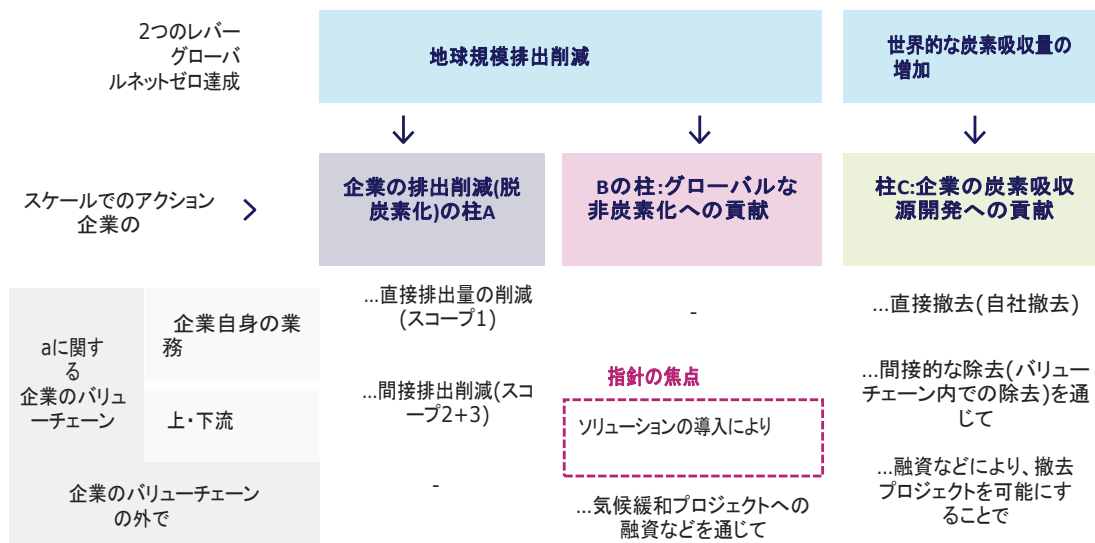 2つのレバー
グローバ
ルネットゼロ達成
地球規模排出削減
世界的な炭素吸収量の
増加
スケールでのアクション
企業の
企業の排出削減(脱
炭素化)の柱A
Bの柱:グローバルな
非炭素化への貢献
柱C:企業の炭素吸収
源開発への貢献
aに関す
る
企業のバリュ
ーチェーン
企業自身の業
務
...直接排出量の削減
(スコープ1)
-
...直接撤去(自社撤去)
上・下流
...間接排出削減(スコ
ープ2+3)
指針の焦点
ソリューションの導入により
...間接的な除去(バリュー
チェーン内での除去)を通
じて
企業のバリューチェーン
の外で
-
...気候緩和プロジェクトへの
融資などを通じて
...融資などにより、撤去
プロジェクトを可能にす
ることで